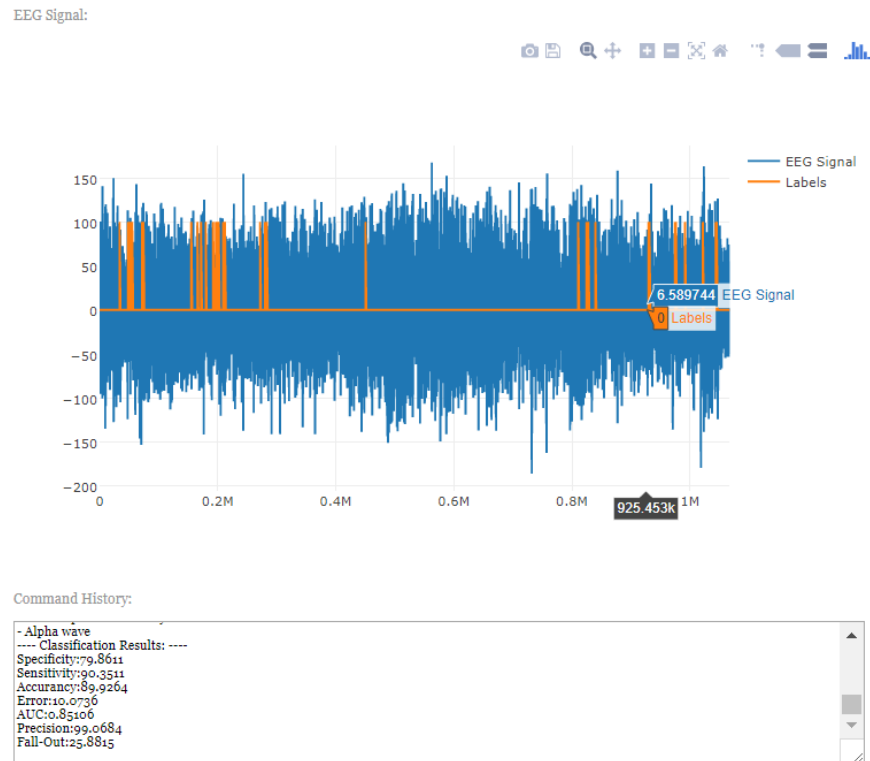 EEG Signal:
EEG Signal
Labels
150
100
50
0
−50
−100
−150
−200
6.589744 EEG Signal
0 Labels
0
0.2M
0.4M
0.6M
0.8M
1M
925.453k
Command History:
- Alpha wave
---- Classification Results: ----
Specificity:79.8611
Sensitivity:90.3511
Accurancy:89.9264
Error:10.0736
AUC:0.85106
Precision:99.0684
Fall-Out:25.8815